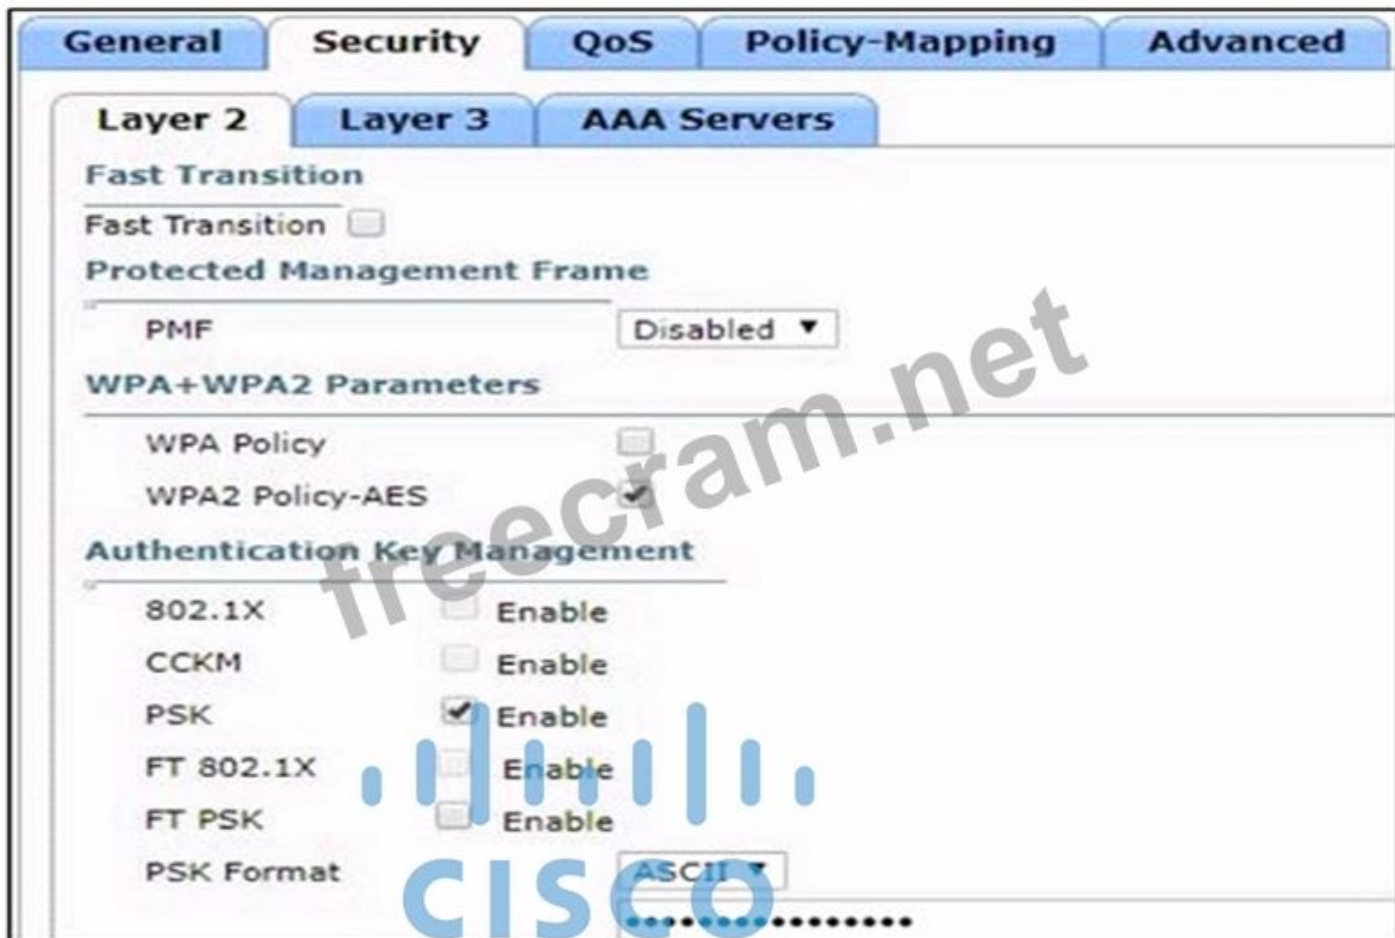 General Security QoS Policy-Mapping Advanced
Layer 2 Layer 3 AAA Servers
Fast Transition
Fast Transition
Protected Management Frame
PMF Disabled
WPA+WPA2 Parameters
WPA Policy
WPA2 Policy-AES
Authentication Key Management
802.1X Enable
CCKM Enable
PSK Enable
FT 802.1X Enable
FT PSK Enable
PSK Format ASCII
••••••••••••••••
freecram.net
CISCO